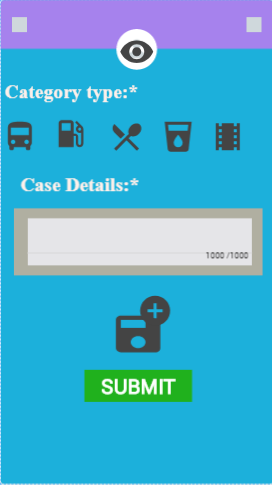 Category type:*
Case Details:*
1000 /1000
SUBMIT